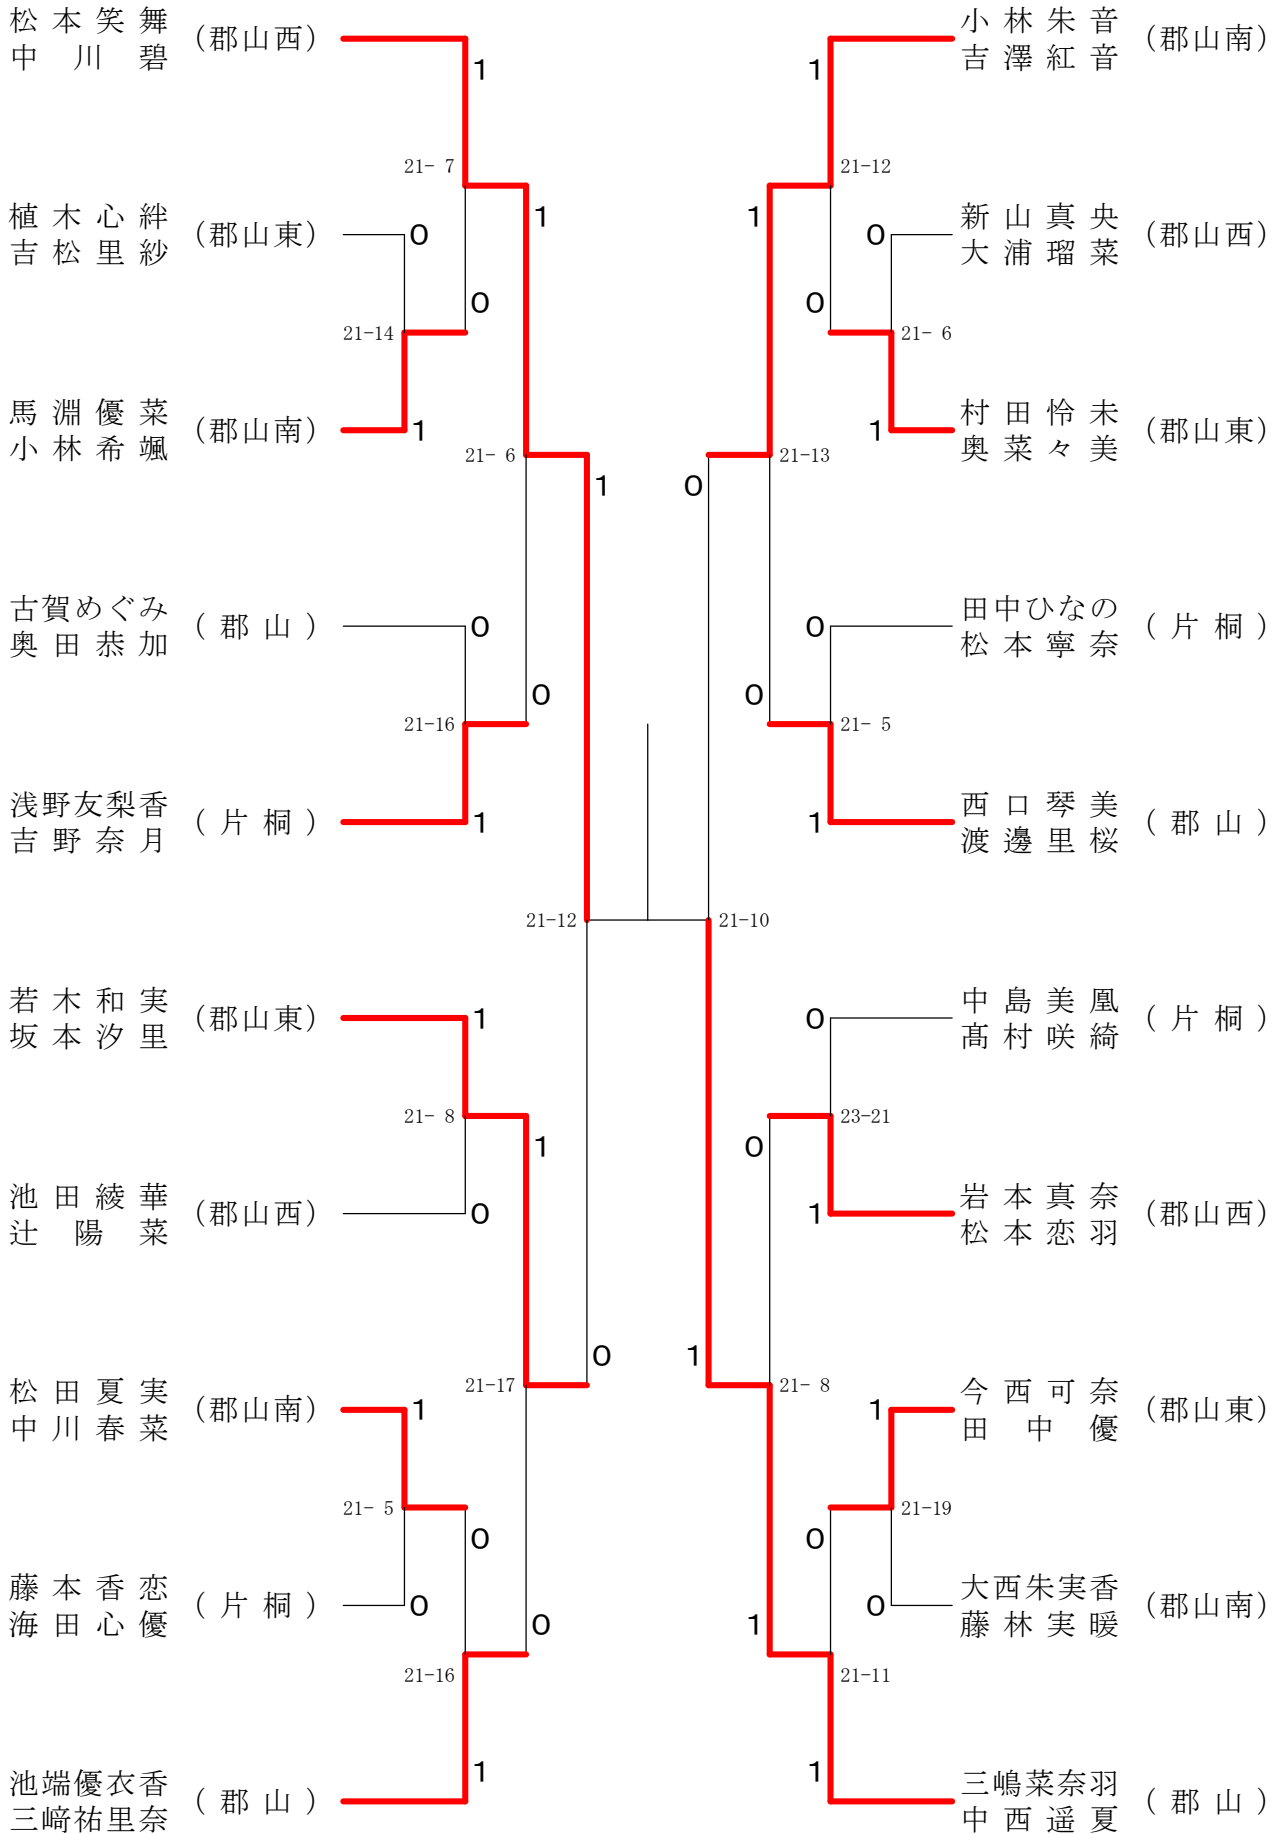 松本笑舞
中川碧
(郡山西)
1
21- 7
植木心絆
吉松里紗
(郡山東)
0
1
0
21-14
馬淵優菜
小林希颯
(郡山南)
1
21- 6
1
古賀めぐみ
奥田恭加
(郡山)
0
0
21-16
浅野友梨香
吉野奈月
(片桐)
1
21-12
若木和実
坂本汐里
(郡山東)
1
21- 8
1
池田綾華
辻陽菜
(郡山西)
0
0
21-17
松田夏実
中川春菜
(郡山南)
1
21- 5
0
藤本香恋
海田心優
(片桐)
0
0
21-16
池端優衣香
三﨑祐里奈
(郡山)
1
小林朱音
吉澤紅音
(郡山南)
1
21-12
新山真央
大浦瑠菜
(郡山西)
1
0
0
21- 6
村田怜未
奥菜々美
(郡山東)
1
21-13
0
田中ひなの
松本寧奈
(片桐)
0
0
21- 5
西口琴美
渡邊里桜
(郡山)
1
21-10
中島美凰
髙村咲綺
(片桐)
0
23-21
0
岩本真奈
松本恋羽
(郡山西)
1
1
21- 8
今西可奈
田中優
(郡山東)
1
21-19
0
大西朱実香
藤林実暖
(郡山南)
0
1
21-11
三嶋菜奈羽
中西遥夏
(郡山)
1